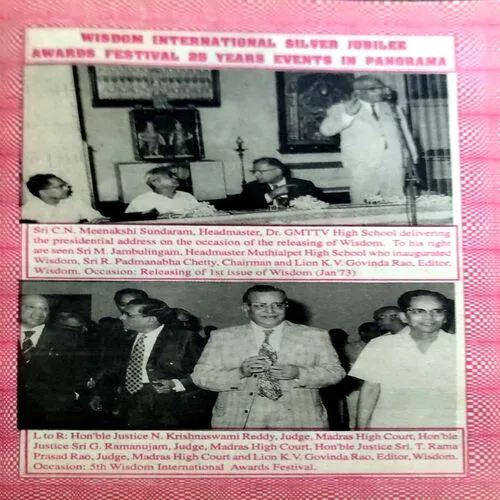 WISDOM INTERNATIONAL SILVER JUBILEE
AWARDS FESTIVAL 25 YEARS EVENTS IN PANORAMA
Sri C.N. Meenakshi Sundaram, Headmaster, Dr. GMTTV High School delivering
the presidential address on the occasion of the releasing of Wisdom. To his right
are seen Sri M. Jambulingam, Headmaster Muthialpet High School who inaugurated
Wisdom, Sri R. Padmanabha Chetty, Chairman and Lion K.V. Govinda Rao, Editor,
Wisdom. Occasion: Releasing of 1st issue of Wisdom (Jan'73)
L to R: Hon'ble Justice N. Krishnaswami Reddy, Judge, Madras High Court, Hon'ble
Justice Sri G. Ramanujam, Judge, Madras High Court, Hon'ble Justice Sri. T. Rama
Prasad Rao, Judge, Madras High Court and Lion K.V. Govinda Rao, Editor, Wisdom.
Occasion: 5th Wisdom International Awards Festival.